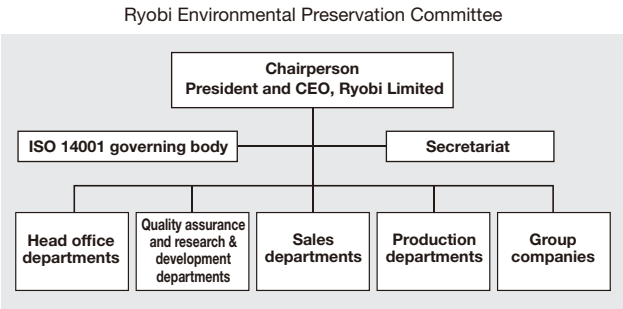 Ryobi Environmental Preservation Committee
Chairperson
President and CEO, Ryobi Limited
ISO 14001 governing body
Secretariat
Head office
departments
Quality assurance
and research &
development
departments
Sales
departments
Production
departments
Group
companies